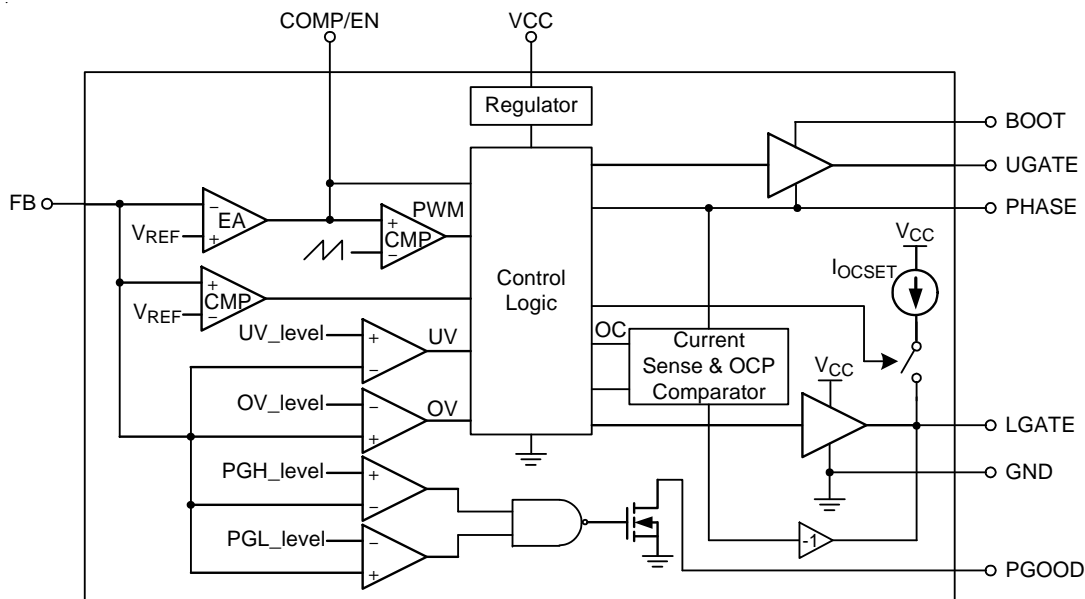 COMP/EN
VCC
Regulator
BOOT
UGATE
PHASE
FB
EA
VREF
PWM
CMP
CMP
VREF
Control
Logic
VCC
IOCSET
UV_level
UV
OC
Current
Sense & OCP
Comparator
VCC
OV_level
OV
LGATE
PGH_level
GND
PGL_level
-1
PGOOD